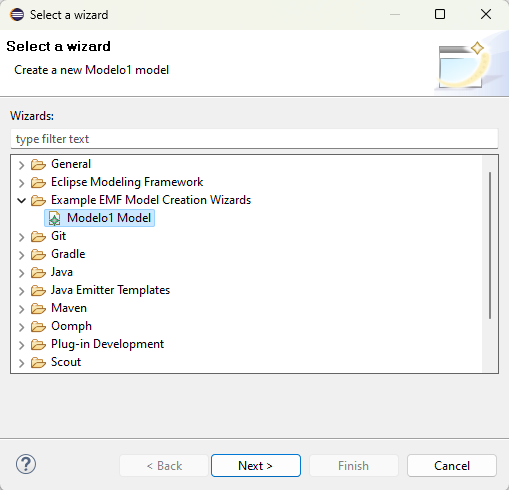 Select a wizard
Select a wizard
Create a new Modelo1 model
Wizards:
type filter text
General
Eclipse Modeling Framework
Example EMF Model Creation Wizards
Modelo1 Model
Git
Gradle
Java
Java Emitter Templates
Maven
Oomph
Plug-in Development
Scout
?
< Back
Next >
Finish
Cancel